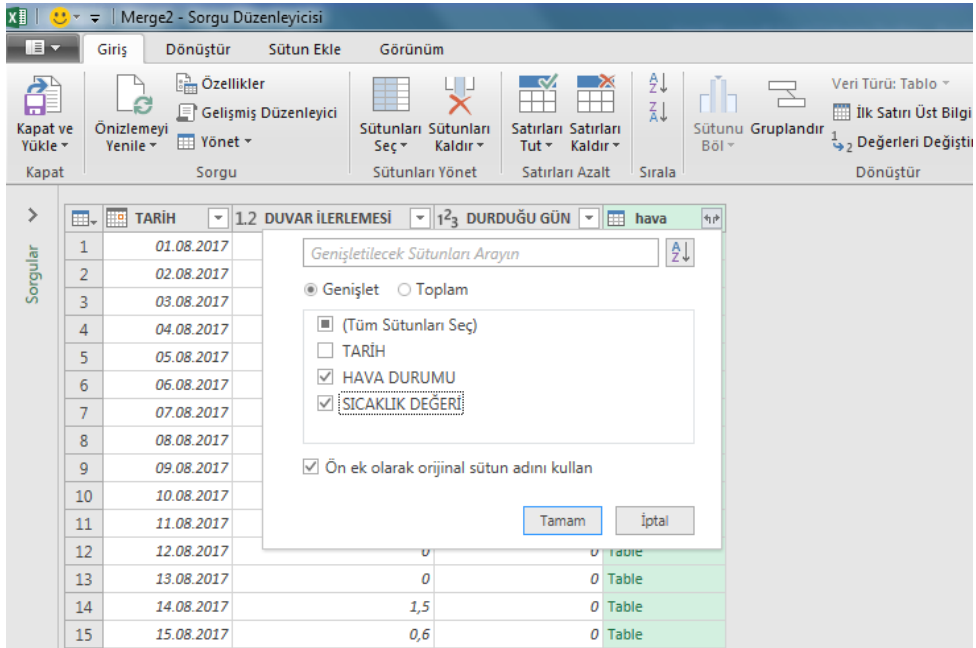 Merge2 - Sorgu Düzenleyicisi
Giriş Dönüştür Sütun Ekle Görünüm
Kapat ve Yükle
Önizlemeyi Yenile
Özellikler
Gelişmiş Düzenleyici
Yönet
Sütunları Seç
Sütunları Kaldır
Satırları Tut
Satırları Kaldır
A Z
Z A
Sütunu Böl
Gruplandır
Veri Türü: Tablo
İlk Satırı Üst Bilgi
1 2 Değerleri Değiştir
Kapat Sorgu Sütunları Yönet Satırları Azalt Sırala Dönüştür
Sorgular
TARİH 1.2 DUVAR İLERLEMESİ 123 DURDUĞU GÜN hava
1 01.08.2017
2 02.08.2017
3 03.08.2017
4 04.08.2017
5 05.08.2017
6 06.08.2017
7 07.08.2017
8 08.08.2017
9 09.08.2017
10 10.08.2017
11 11.08.2017
12 12.08.2017 0 0 Table
13 13.08.2017 0 0 Table
14 14.08.2017 1,5 0 Table
15 15.08.2017 0,6 0 Table
Genişletilecek Sütunları Arayın
A Z
Genişlet Toplam
(Tüm Sütunları Seç)
TARİH
HAVA DURUMU
SICAKLIK DEĞERİ
Ön ek olarak orijinal sütun adını kullan
Tamam İptal